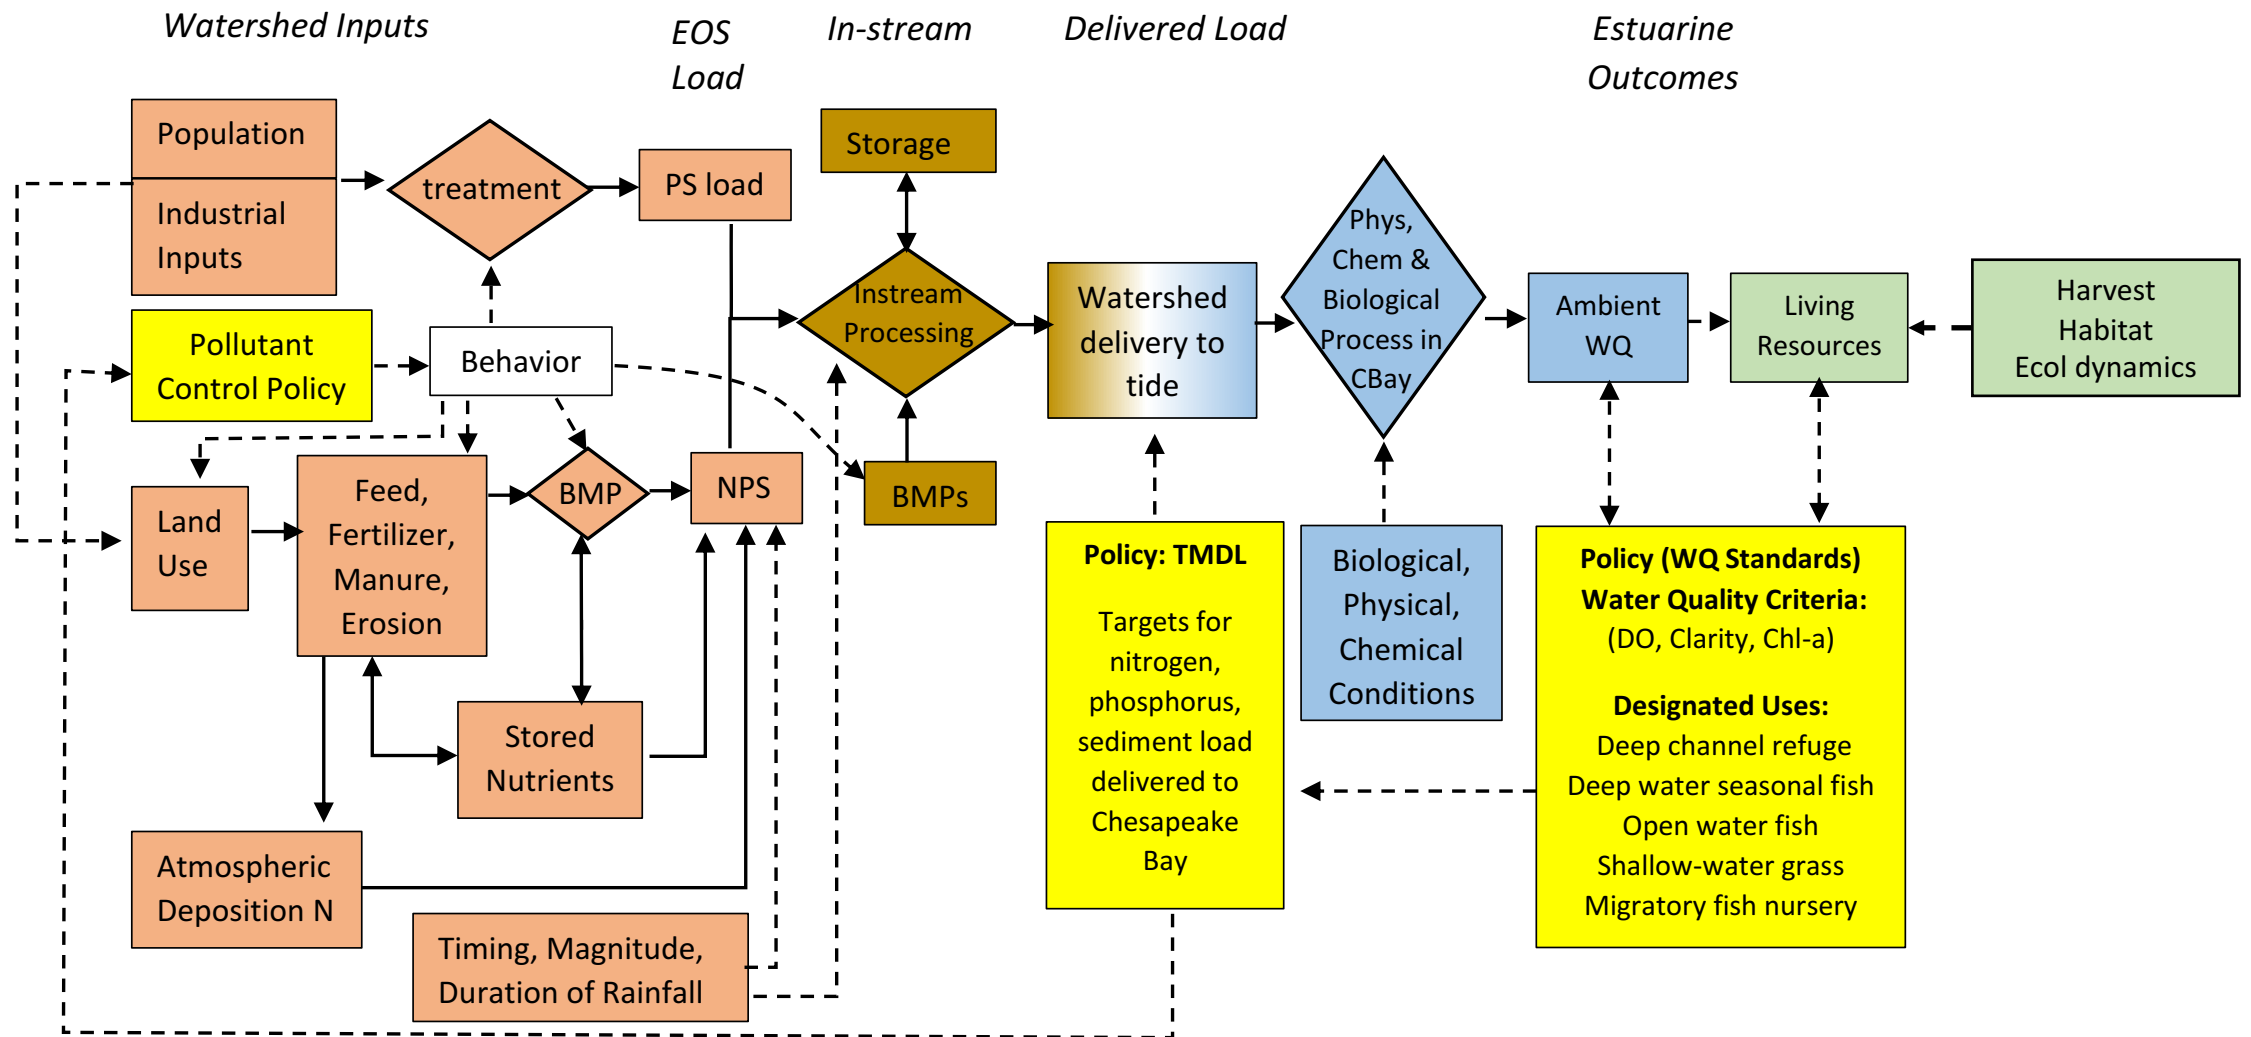 Watershed Inputs
EOS
Load
In-stream
Delivered Load
Estuarine
Outcomes
Population
Industrial
Inputs
treatment
PS load
Storage
Instream
Processing
Watershed
delivery to
tide
Phys,
Chem &
Biological
Process in
CBay
Ambient
WQ
Living
Resources
Harvest
Habitat
Ecol dynamics
Pollutant
Control Policy
Behavior
Land
Use
Feed,
Fertilizer,
Manure,
Erosion
BMP
NPS
BMPs
Stored
Nutrients
Atmospheric
Deposition N
Timing, Magnitude,
Duration of Rainfall
Policy: TMDL
Targets for
nitrogen,
phosphorus,
sediment load
delivered to
Chesapeake
Bay
Biological,
Physical,
Chemical
Conditions
Policy (WQ Standards)
Water Quality Criteria:
(DO, Clarity, Chl-a)
Designated Uses:
Deep channel refuge
Deep water seasonal fish
Open water fish
Shallow-water grass
Migratory fish nursery